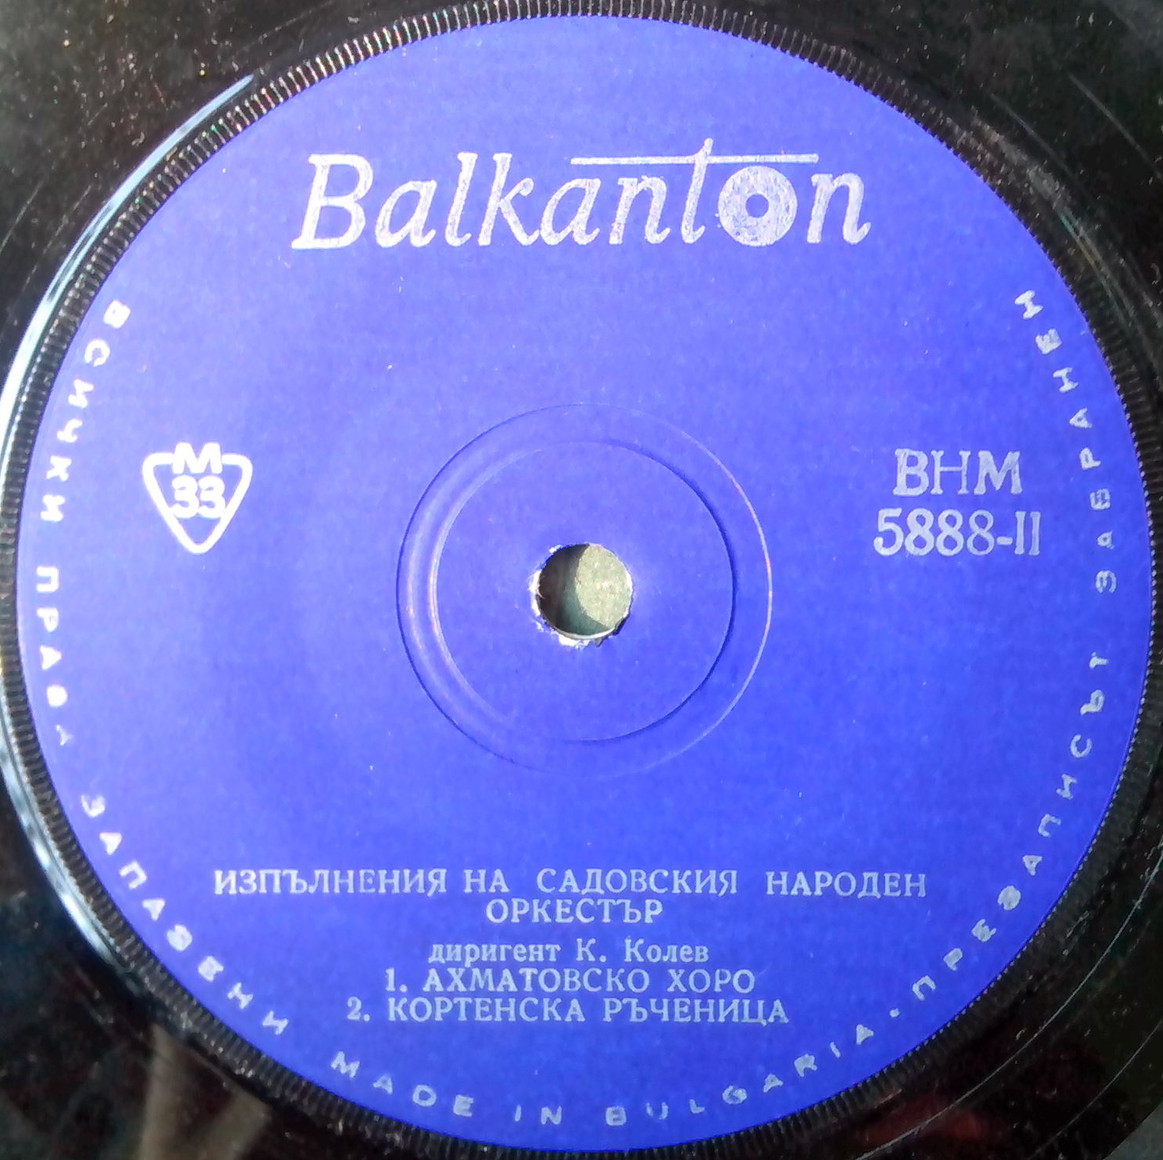 Balkanton
М
33
ВНМ
5888-II
ИЗПЪЛНЕНИЯ НА САДОВСКИЯ НАРОДЕН
ОРКЕСТЪР
диригент К. Колев
1. АХМАТОВСКО ХОРО
2. КОРТЕНСКА РЪЧЕНИЦА
ВСИЧКИ ПРАВА ЗАПАЗЕНИ MADE IN BULGARIA - ПРЕЗАПИСЪТ ЗАБРАНЕН